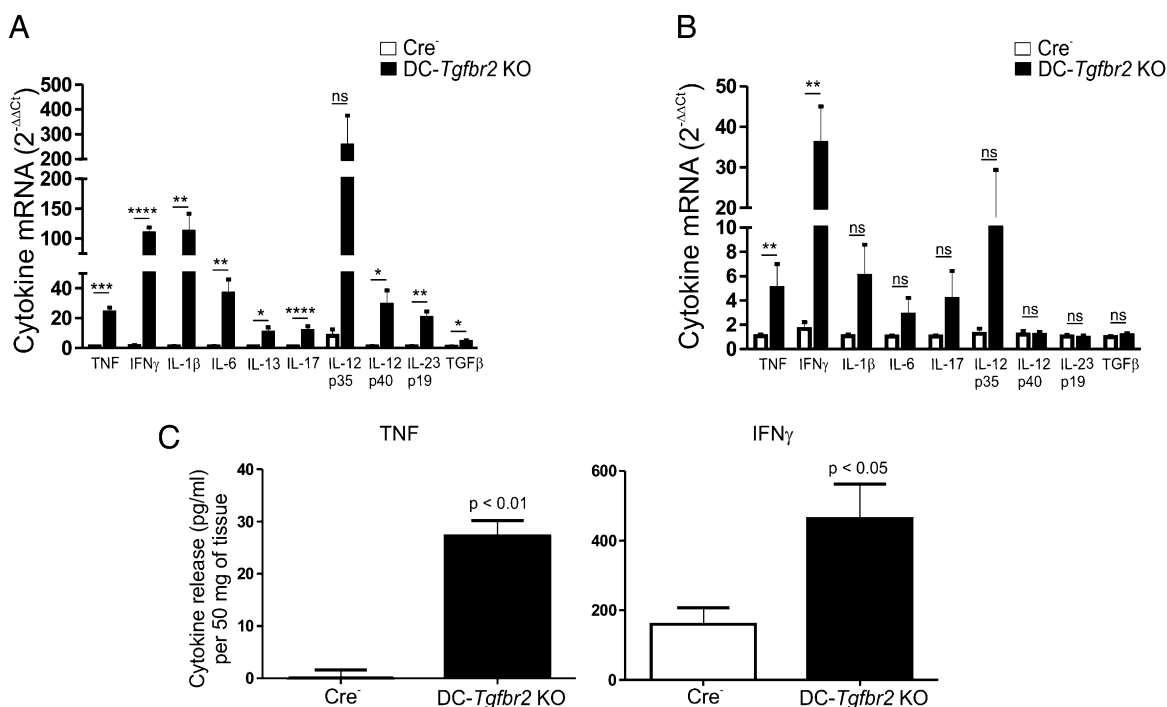 A
Cre-
DC-Tgfbr2 KO
Cytokine mRNA (2-ΔΔCt)
500
400
300
200
200
150
100
50
40
20
0
*** **** ** ** * **** ns * ** *
TNF IFNγ IL-1β IL-6 IL-13 IL-17 IL-12 IL-12 IL-23 TGFβ
p35 p40 p19
B
Cre-
DC-Tgfbr2 KO
Cytokine mRNA (2-ΔΔCt)
50
40
30
20
10
8
6
4
2
0
** ** ns ns ns ns ns ns ns
TNF IFNγ IL-1β IL-6 IL-17 IL-12 IL-12 IL-23 TGFβ
p35 p40 p19
C
TNF
Cytokine release (pg/ml)
per 50 mg of tissue
40
30
20
10
0
p < 0.01
Cre- DC-Tgfbr2 KO
IFNγ
600
400
200
0
p < 0.05
Cre- DC-Tgfbr2 KO